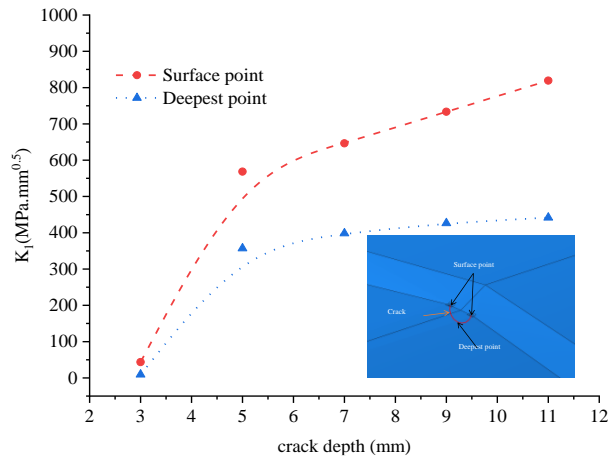 900
800
700
600
500
400
300
200
100
0
K₁(MPa.mm⁰·⁵)
Surface point
Deepest point
Surface point
Crack
Deepest point
2 3 4 5 6 7 8 9 10 11 12
crack depth (mm)